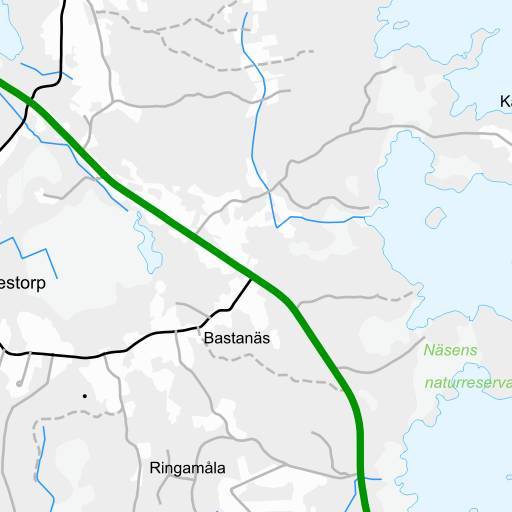 Ka
estorp
Bastanäs
Näsens
naturreserva
Ringamåla